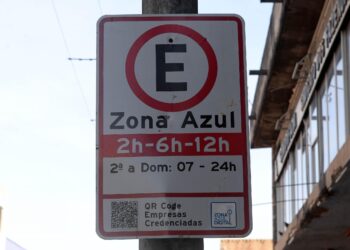 E
Zona Azul
2h-6h-12h
2ª a Dom: 07 - 24h
QR Code
Empresas
Credenciadas
ZONA AZUL
DIGITAL